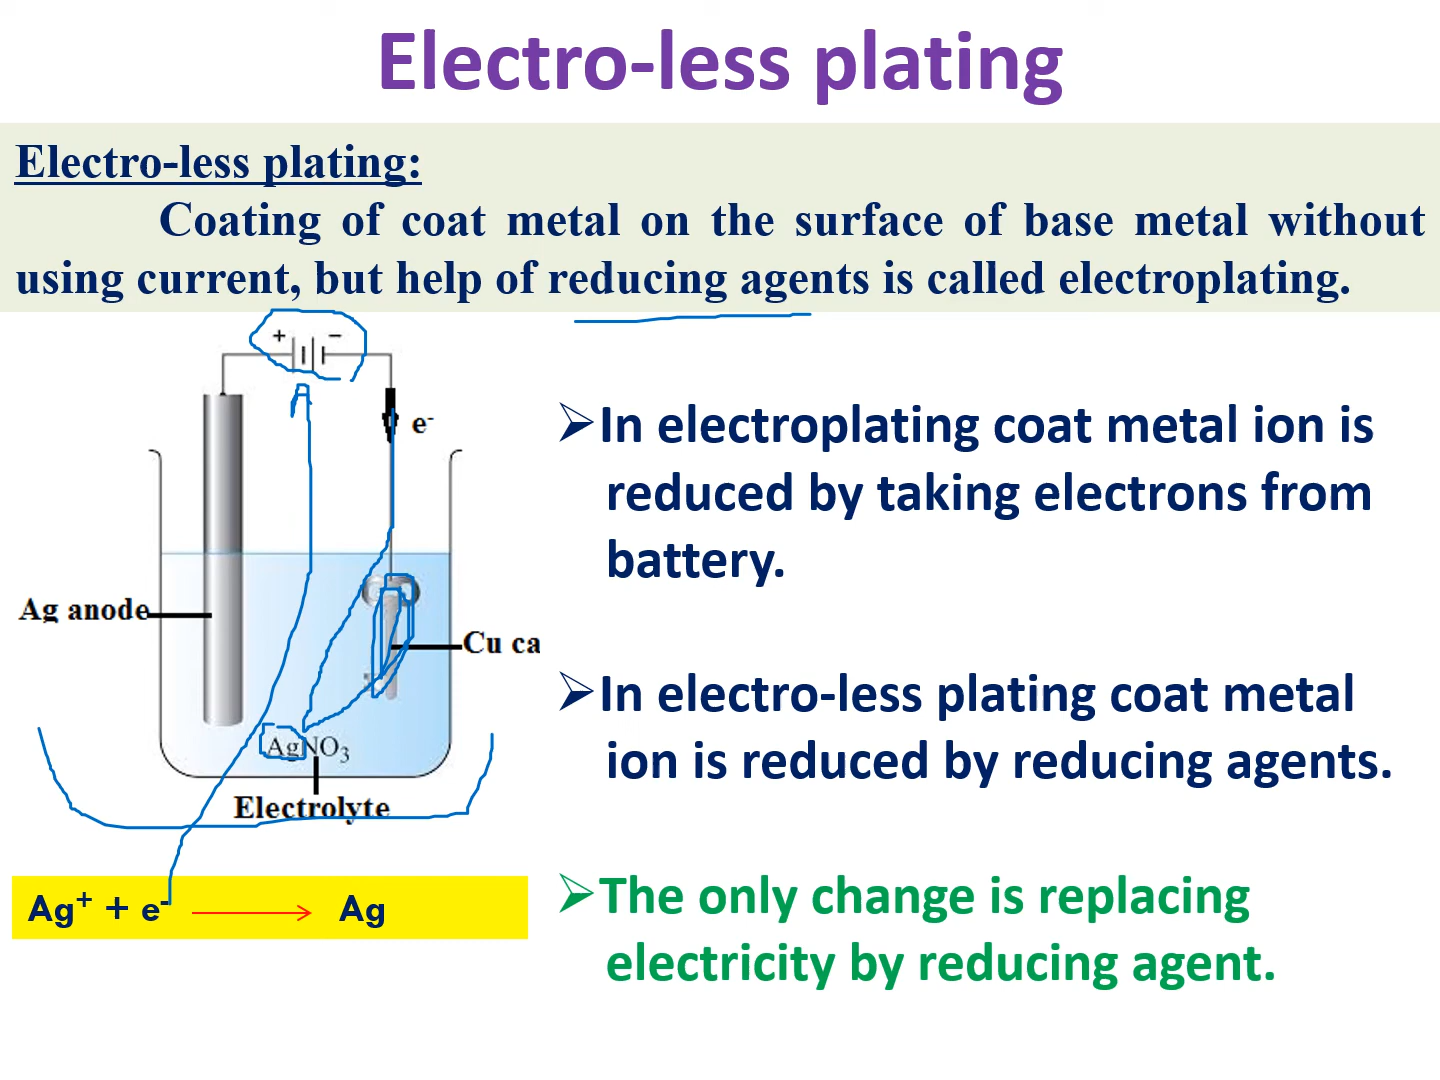 Electro-less plating
Electro-less plating:
Coating of coat metal on the surface of base metal without
using current, but help of reducing agents is called electroplating.
+ −
e-
Ag anode
Cu ca
AgNO3
Electrolyte
Ag+ + e- → Ag
➢In electroplating coat metal ion is
reduced by taking electrons from
battery.
➢In electro-less plating coat metal
ion is reduced by reducing agents.
➢The only change is replacing
electricity by reducing agent.